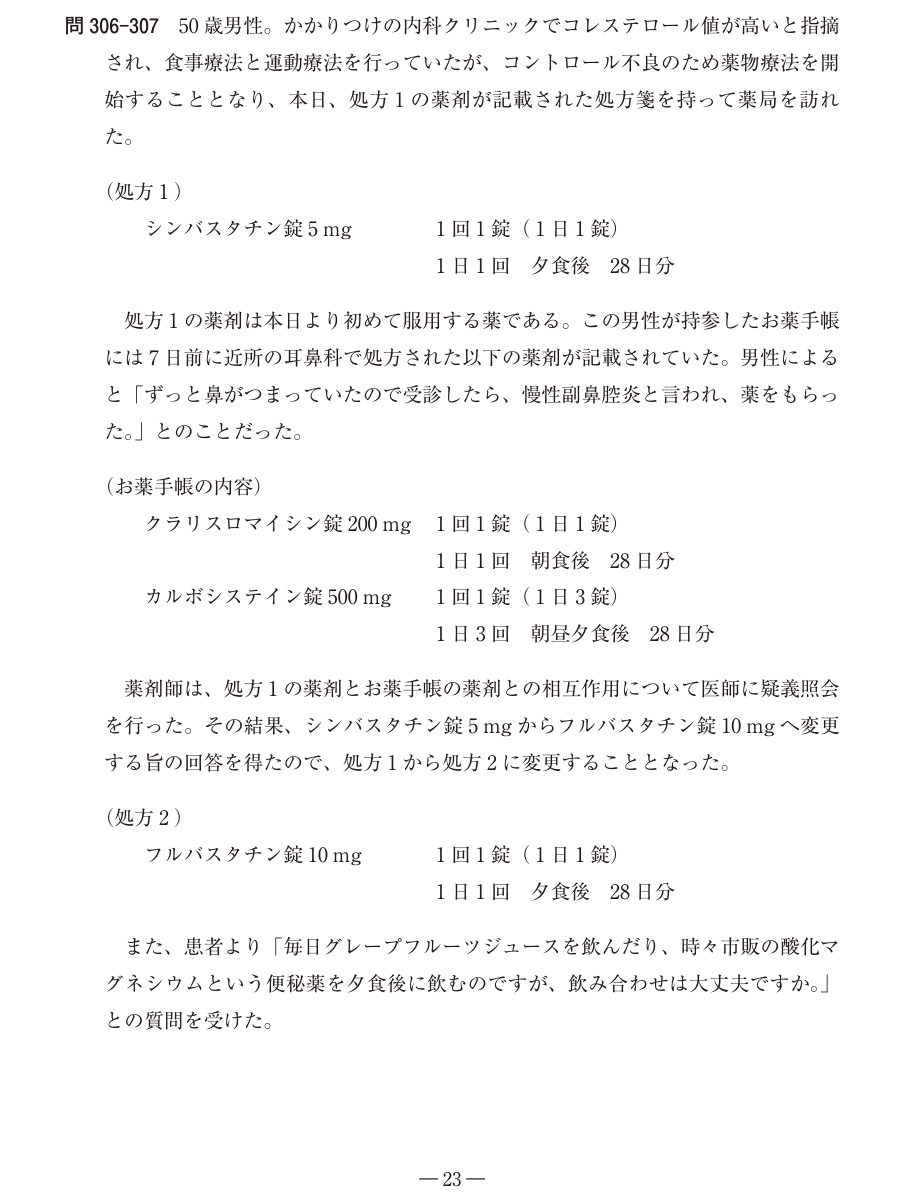 問 306-307　50 歳男性。かかりつけの内科クリニックでコレステロール値が高いと指摘
され、食事療法と運動療法を行っていたが、コントロール不良のため薬物療法を開
始することとなり、本日、処方１の薬剤が記載された処方箋を持って薬局を訪れ
た。
（処方１）
シンバスタチン錠 5 mg　１回１錠（１日１錠）
１日１回　夕食後　28 日分
処方１の薬剤は本日より初めて服用する薬である。この男性が持参したお薬手帳
には７日前に近所の耳鼻科で処方された以下の薬剤が記載されていた。男性による
と「ずっと鼻がつまっていたので受診したら、慢性副鼻腔炎と言われ、薬をもらっ
た。」とのことだった。
（お薬手帳の内容）
クラリスロマイシン錠 200 mg　１回１錠（１日１錠）
１日１回　朝食後　28 日分
カルボシステイン錠 500 mg　１回１錠（１日３錠）
１日３回　朝昼夕食後　28 日分
薬剤師は、処方１の薬剤とお薬手帳の薬剤との相互作用について医師に疑義照会
を行った。その結果、シンバスタチン錠 5 mg からフルバスタチン錠 10 mg へ変更
する旨の回答を得たので、処方１から処方２に変更することとなった。
（処方２）
フルバスタチン錠 10 mg　１回１錠（１日１錠）
１日１回　夕食後　28 日分
また、患者より「毎日グレープフルーツジュースを飲んだり、時々市販の酸化マ
グネシウムという便秘薬を夕食後に飲むのですが、飲み合わせは大丈夫ですか。」
との質問を受けた。
― 23 ―